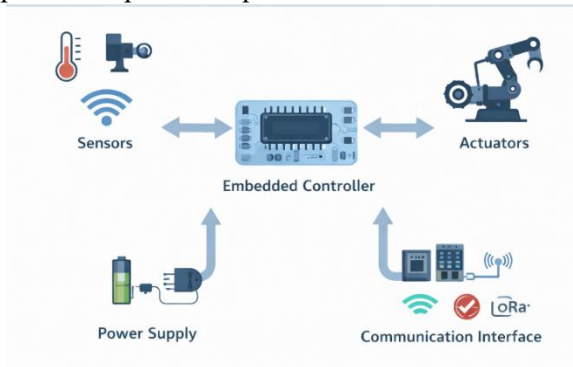 Sensors
Actuators
Embedded Controller
Power Supply
LoRa
Communication Interface